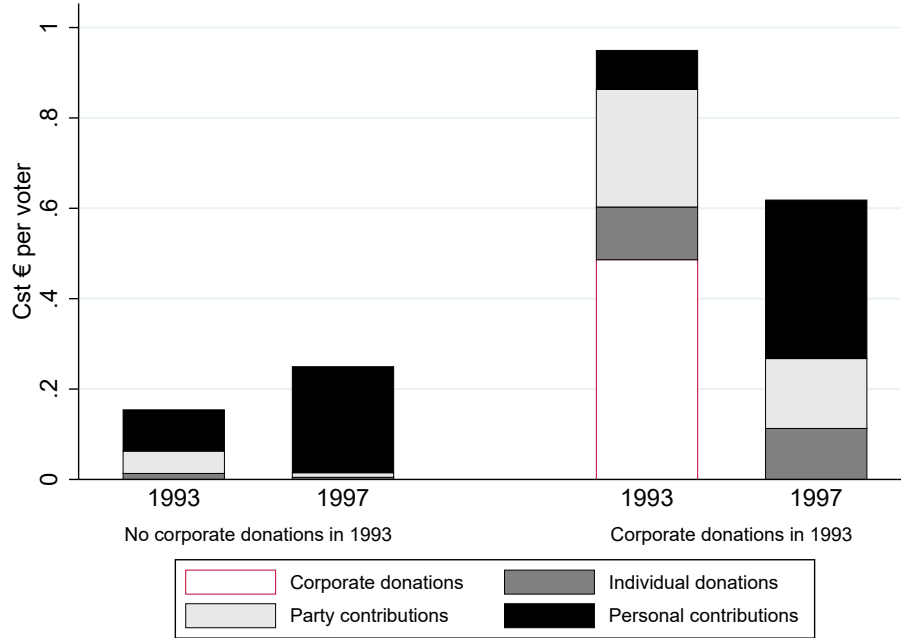 Cst € per voter
1
.8
.6
.4
.2
0
1993
1997
1993
1997
No corporate donations in 1993
Corporate donations in 1993
Corporate donations
Individual donations
Party contributions
Personal contributions